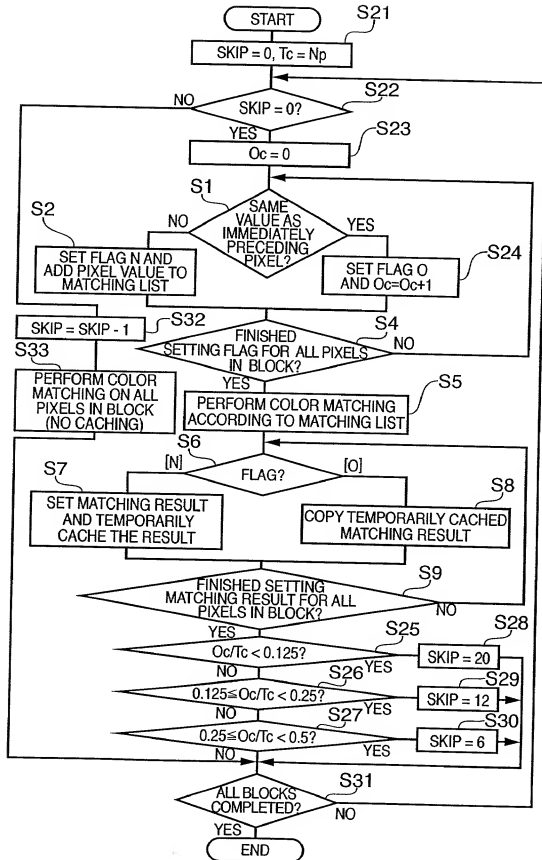 START
S21
SKIP = 0, Tc = Np
S22
NO
SKIP = 0?
YES
S23
Oc = 0
S1
SAME
VALUE AS
IMMEDIATELY
PRECEDING
PIXEL?
NO
YES
S2
SET FLAG N AND
ADD PIXEL VALUE TO
MATCHING LIST
S24
SET FLAG O
AND Oc=Oc+1
S32
SKIP = SKIP - 1
S4
FINISHED
SETTING FLAG FOR ALL PIXELS
IN BLOCK?
NO
YES
S33
PERFORM COLOR
MATCHING ON ALL
PIXELS IN BLOCK
(NO CACHING)
S5
PERFORM COLOR MATCHING
ACCORDING TO MATCHING LIST
S6
[N]
FLAG?
[O]
S7
SET MATCHING RESULT
AND TEMPORARILY
CACHE THE RESULT
S8
COPY TEMPORARILY CACHED
MATCHING RESULT
S9
FINISHED SETTING
MATCHING RESULT FOR ALL
PIXELS IN BLOCK?
NO
YES
S25
Oc/Tc < 0.125?
YES
S28
SKIP = 20
NO
S26
0.125≦Oc/Tc < 0.25?
YES
S29
SKIP = 12
NO
S27
0.25≦Oc/Tc < 0.5?
YES
S30
SKIP = 6
NO
S31
ALL BLOCKS
COMPLETED?
NO
YES
END